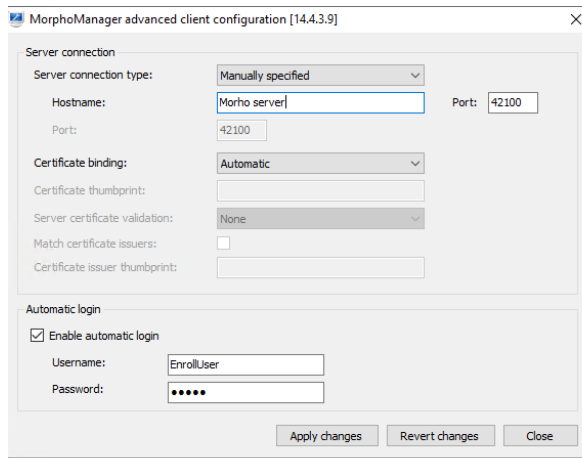 MorphoManager advanced client configuration [14.4.3.9]
Server connection
Server connection type: Manually specified
Hostname: Morho server Port: 42100
Port: 42100
Certificate binding: Automatic
Certificate thumbprint:
Server certificate validation: None
Match certificate issuers:
Certificate issuer thumbprint:
Automatic login
Enable automatic login
Username: EnrollUser
Password: •••••
Apply changes Revert changes Close